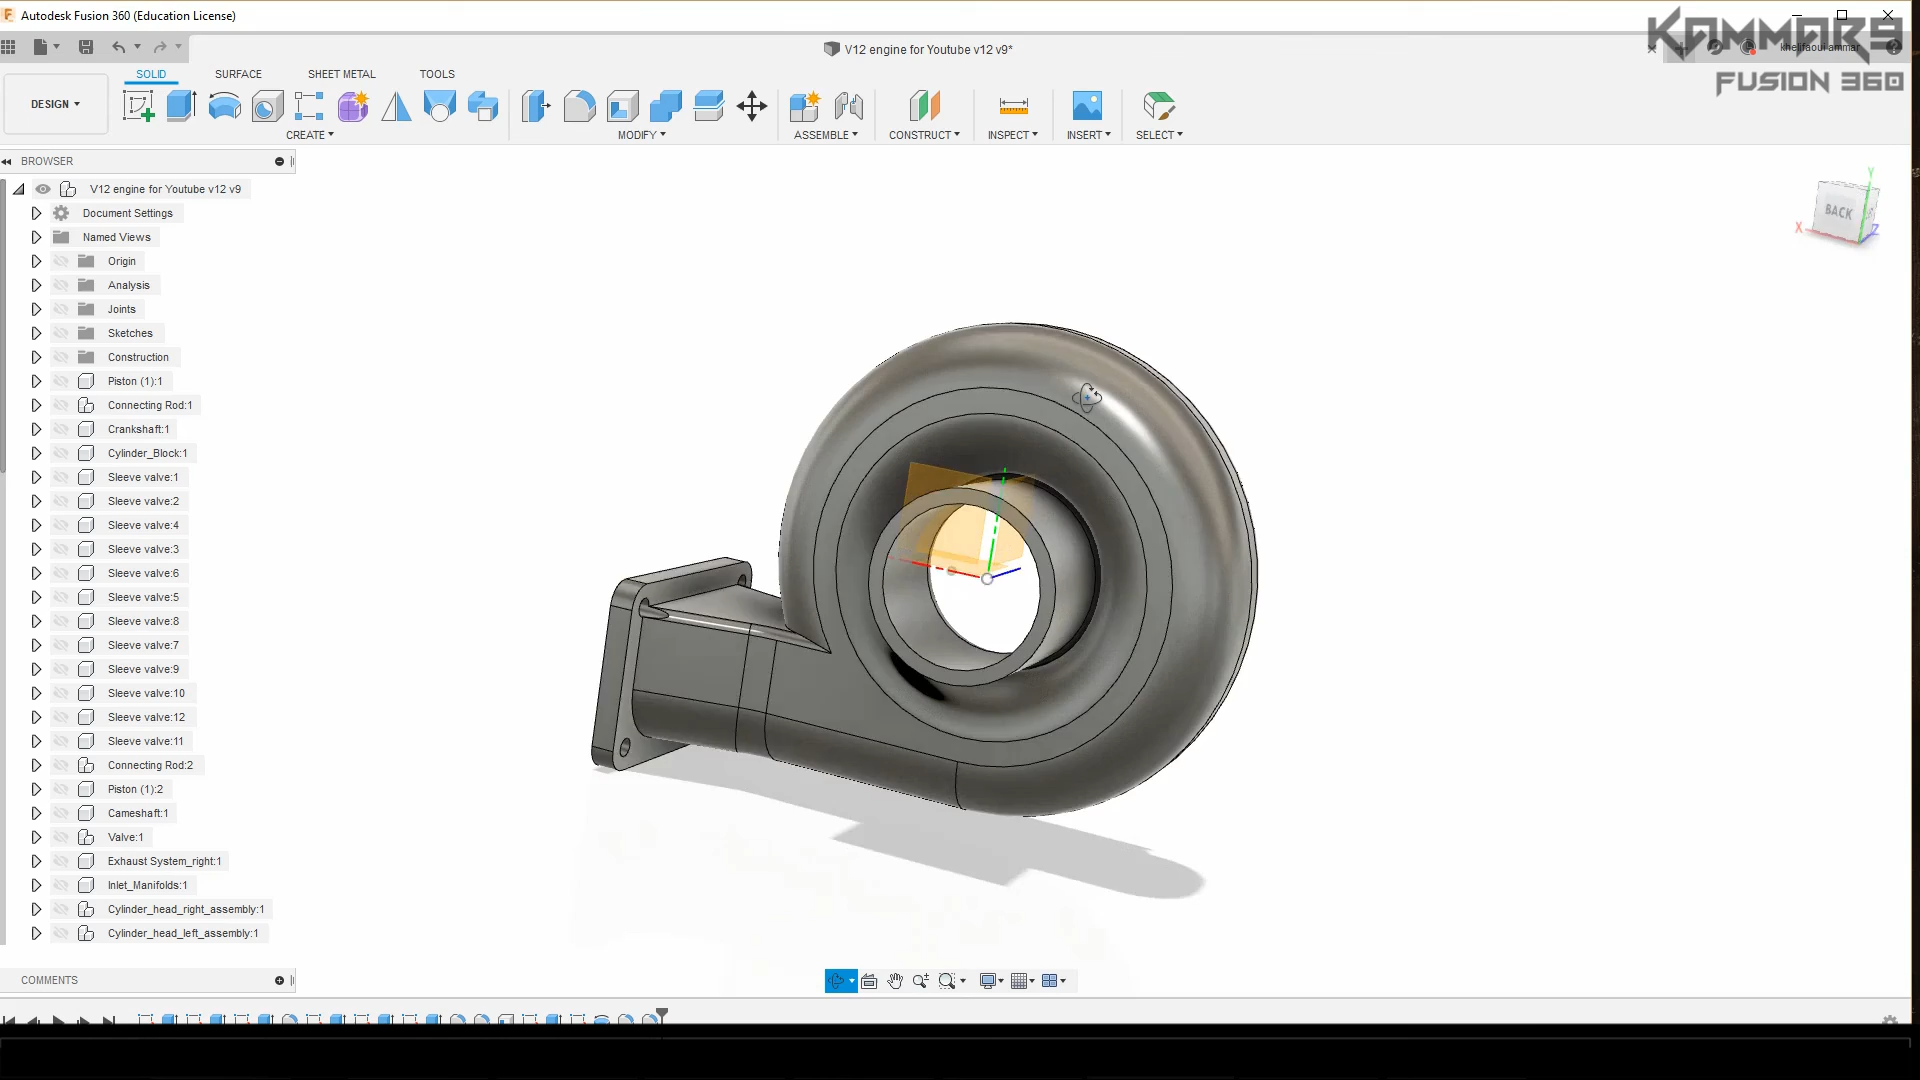 Autodesk Fusion 360 (Education License)
KAMMAR9
FUSION 360
V12 engine for Youtube v12 v9*
khelifaoui ammar
DESIGN
SOLID
SURFACE
SHEET METAL
TOOLS
CREATE
MODIFY
ASSEMBLE
CONSTRUCT
INSPECT
INSERT
SELECT
BROWSER
V12 engine for Youtube v12 v9
Document Settings
Named Views
Origin
Analysis
Joints
Sketches
Construction
Piston (1):1
Connecting Rod:1
Crankshaft:1
Cylinder_Block:1
Sleeve valve:1
Sleeve valve:2
Sleeve valve:4
Sleeve valve:3
Sleeve valve:6
Sleeve valve:5
Sleeve valve:8
Sleeve valve:7
Sleeve valve:9
Sleeve valve:10
Sleeve valve:12
Sleeve valve:11
Connecting Rod:2
Piston (1):2
Cameshaft:1
Valve:1
Exhaust System_right:1
Inlet_Manifolds:1
Cylinder_head_right_assembly:1
Cylinder_head_left_assembly:1
COMMENTS
Y
BACK
X
Z